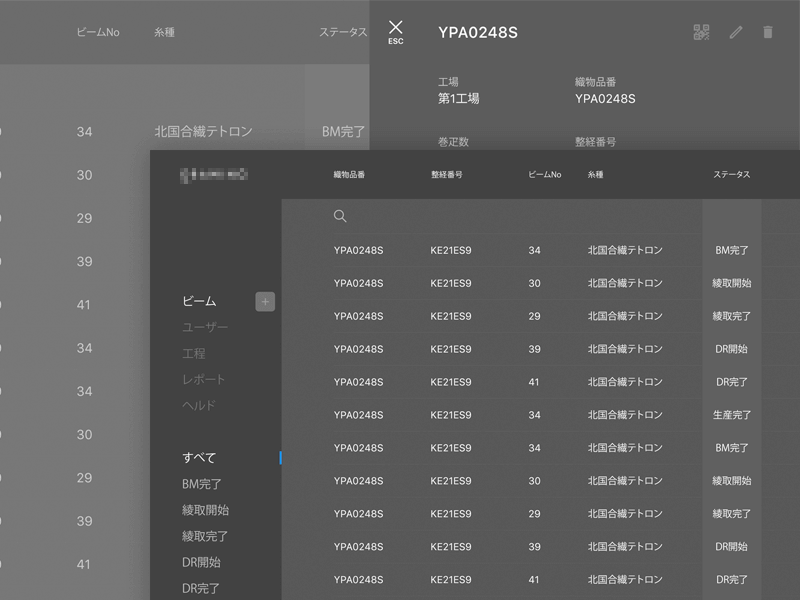 ビームNo 糸種 ステータス
34 北国合繊テトロン BM完了
30
29
39
41
34
34
30
29
39
41
ESC
YPA0248S
工場 織物品番
第1工場 YPA0248S
巻疋数 整経番号
織物品番 整経番号 ビームNo 糸種 ステータス
YPA0248S KE21ES9 34 北国合繊テトロン BM完了
YPA0248S KE21ES9 30 北国合繊テトロン 綾取開始
YPA0248S KE21ES9 29 北国合繊テトロン 綾取完了
YPA0248S KE21ES9 39 北国合繊テトロン DR開始
YPA0248S KE21ES9 41 北国合繊テトロン DR完了
YPA0248S KE21ES9 34 北国合繊テトロン 生産完了
YPA0248S KE21ES9 34 北国合繊テトロン BM完了
YPA0248S KE21ES9 30 北国合繊テトロン 綾取開始
YPA0248S KE21ES9 29 北国合繊テトロン 綾取完了
YPA0248S KE21ES9 39 北国合繊テトロン DR開始
YPA0248S KE21ES9 41 北国合繊テトロン DR完了
ビーム +
ユーザー
工程
レポート
ヘルド
すべて
BM完了
綾取開始
綾取完了
DR開始
DR完了